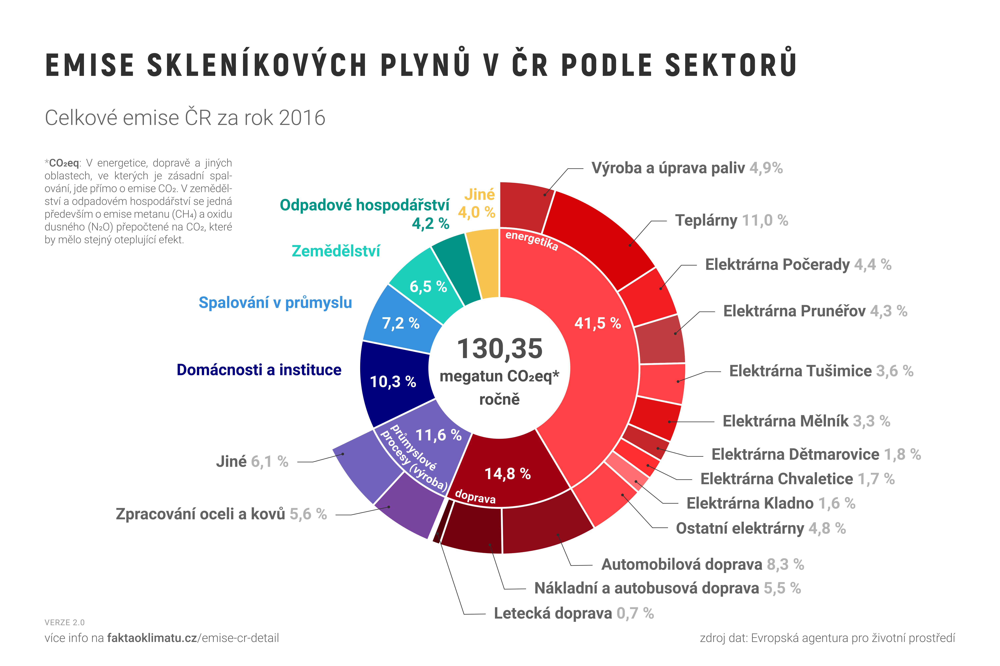 EMISE SKLENÍKOVÝCH PLYNŮ V ČR PODLE SEKTORŮ
Celkové emise ČR za rok 2016
*CO₂eq: V energetice, dopravě a jiných
oblastech, ve kterých je zásadní spal-
ování, jde přímo o emise CO₂. V zeměděl-
ství a odpadovém hospodářství se jedná
především o emise metanu (CH₄) a oxidu
dusného (N₂O) přepočtené na CO₂, které
by mělo stejný oteplující efekt.
Výroba a úprava paliv 4,9%
Teplárny 11,0 %
Elektrárna Počerady 4,4 %
Elektrárna Prunéřov 4,3 %
Elektrárna Tušimice 3,6 %
Elektrárna Mělník 3,3 %
Elektrárna Dětmarovice 1,8 %
Elektrárna Chvaletice 1,7 %
Elektrárna Kladno 1,6 %
Ostatní elektrárny 4,8 %
Automobilová doprava 8,3 %
Nákladní a autobusová doprava 5,5 %
Letecká doprava 0,7 %
Jiné
4,0 %
Odpadové hospodářství
4,2 %
Zemědělství
6,5 %
Spalování v průmyslu
7,2 %
Domácnosti a instituce
10,3 %
průmyslové
procesy (výroba)
11,6 %
Jiné 6,1 %
Zpracování oceli a kovů 5,6 %
doprava
14,8 %
energetika
41,5 %
130,35
megatun CO₂eq*
ročně
VERZE 2.0
více info na faktaoklimatu.cz/emise-cr-detail
zdroj dat: Evropská agentura pro životní prostředí